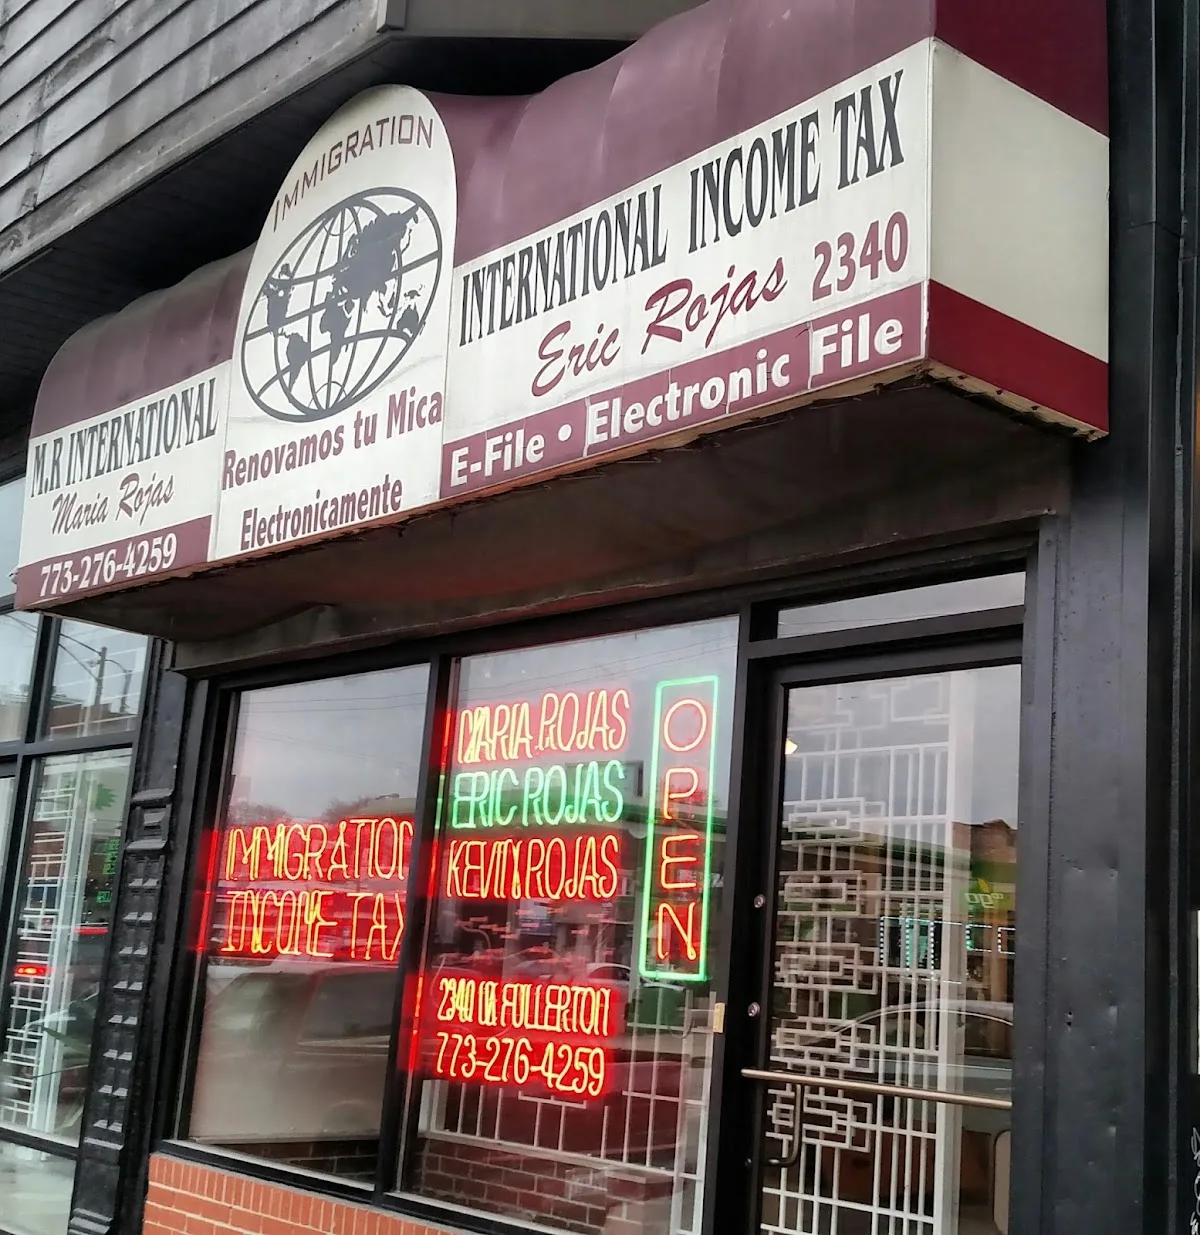 M.R INTERNATIONAL
Maria Rojas
773-276-4259
IMMIGRATION
Renovamos tu Mica
Electronicamente
INTERNATIONAL INCOME TAX
Eric Rojas 2340
E-File • Electronic File
IMMIGRATION
INCOME TAX
MARIA ROJAS
ERIC ROJAS
KEVIN ROJAS
2340 W FULLERTON
773-276-4259
OPEN